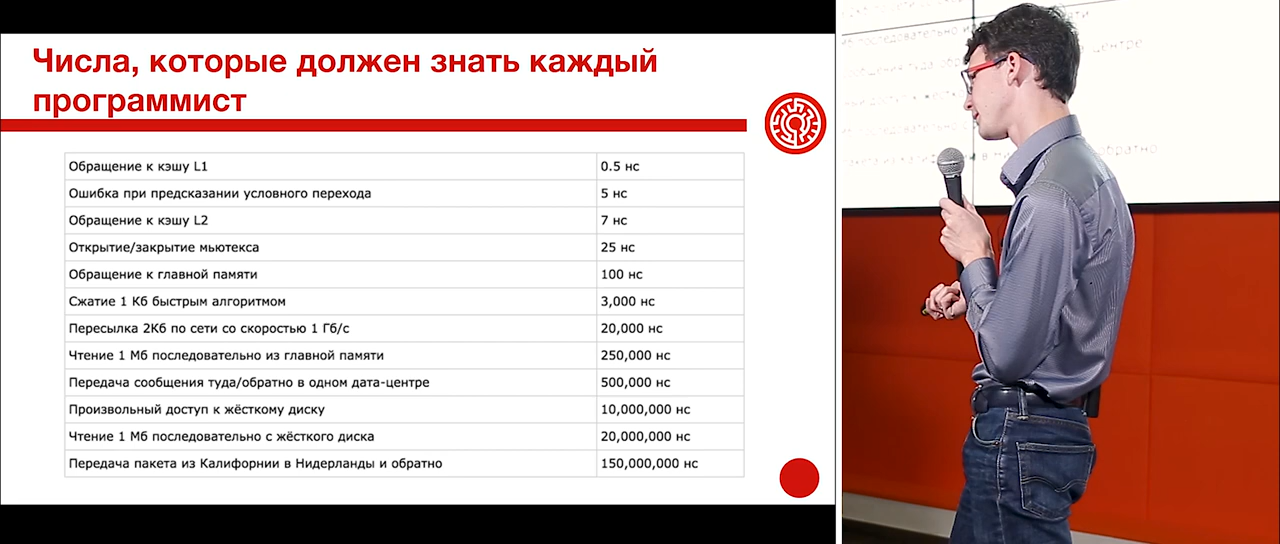 Числа, которые должен знать каждый
программист
Обращение к кэшу L1 0.5 нс
Ошибка при предсказании условного перехода 5 нс
Обращение к кэшу L2 7 нс
Открытие/закрытие мьютекса 25 нс
Обращение к главной памяти 100 нс
Сжатие 1 Кб быстрым алгоритмом 3,000 нс
Пересылка 2Кб по сети со скоростью 1 Гб/с 20,000 нс
Чтение 1 Мб последовательно из главной памяти 250,000 нс
Передача сообщения туда/обратно в одном дата-центре 500,000 нс
Произвольный доступ к жёсткому диску 10,000,000 нс
Чтение 1 Мб последовательно с жёсткого диска 20,000,000 нс
Передача пакета из Калифорнии в Нидерланды и обратно 150,000,000 нс
последовательно
центре
обратно